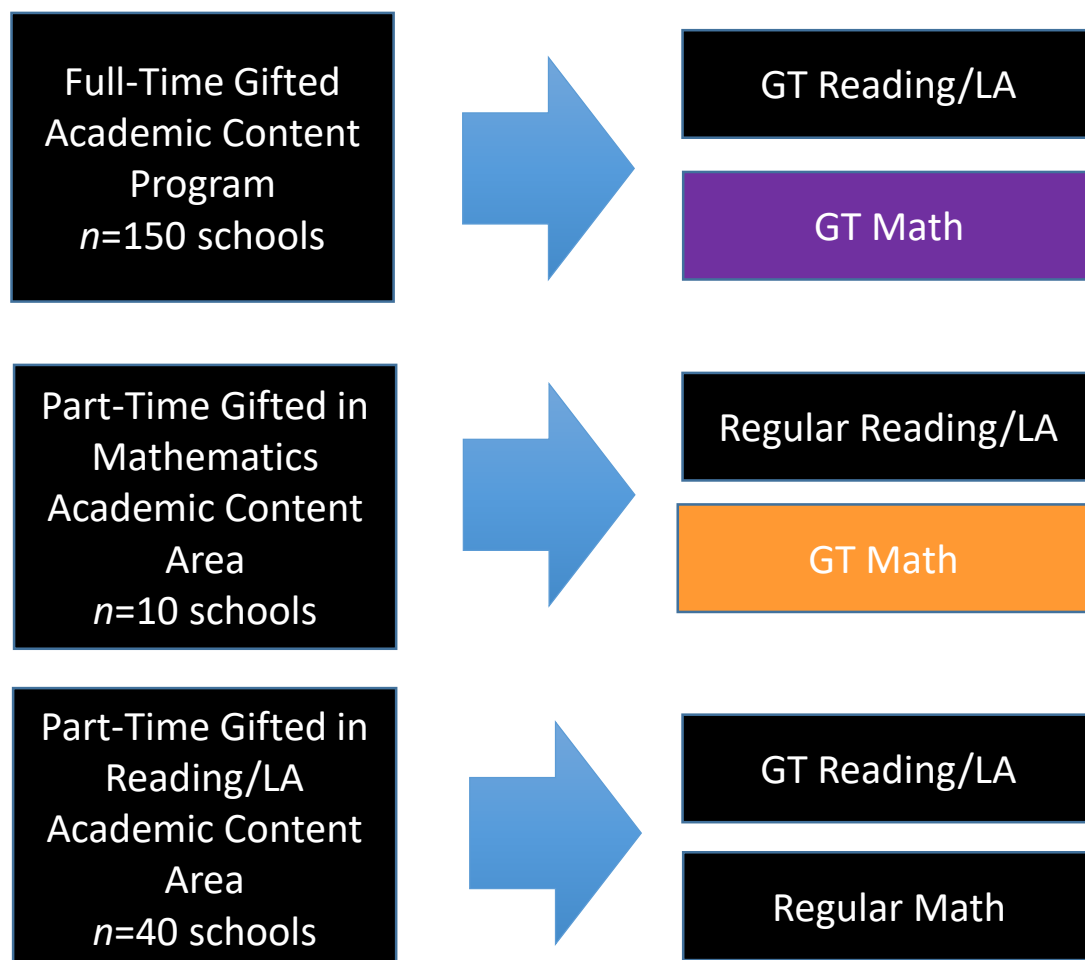 Full-Time Gifted
Academic Content
Program
n=150 schools
GT Reading/LA
GT Math
Part-Time Gifted in
Mathematics
Academic Content
Area
n=10 schools
Regular Reading/LA
GT Math
Part-Time Gifted in
Reading/LA
Academic Content
Area
n=40 schools
GT Reading/LA
Regular Math